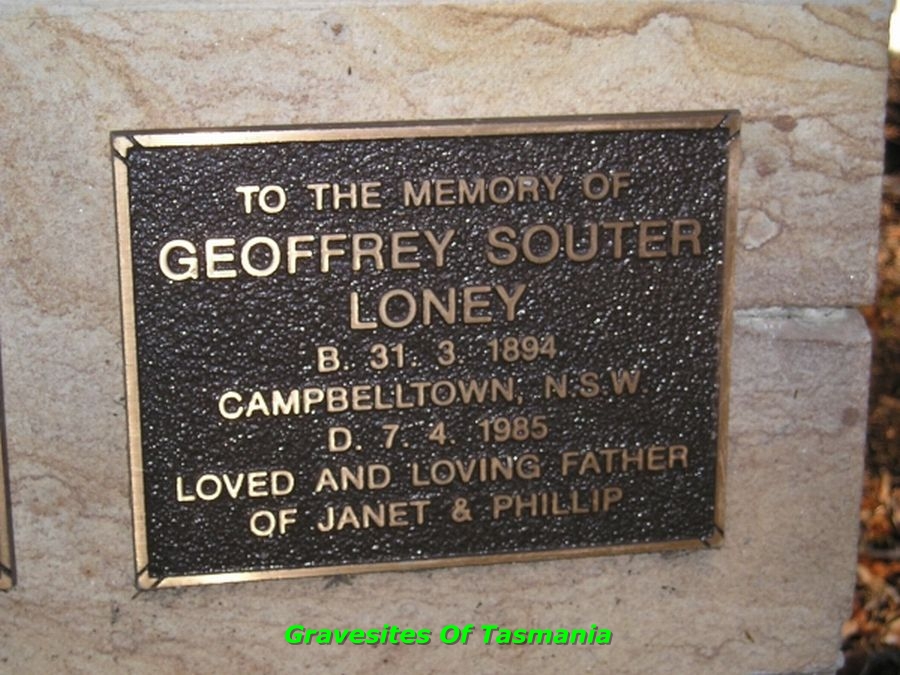 TO THE MEMORY OF
GEOFFREY SOUTER
LONEY
B. 31. 3. 1894
CAMPBELLTOWN, N.S.W.
D. 7. 4. 1985
LOVED AND LOVING FATHER
OF JANET & PHILLIP
Gravesites Of Tasmania